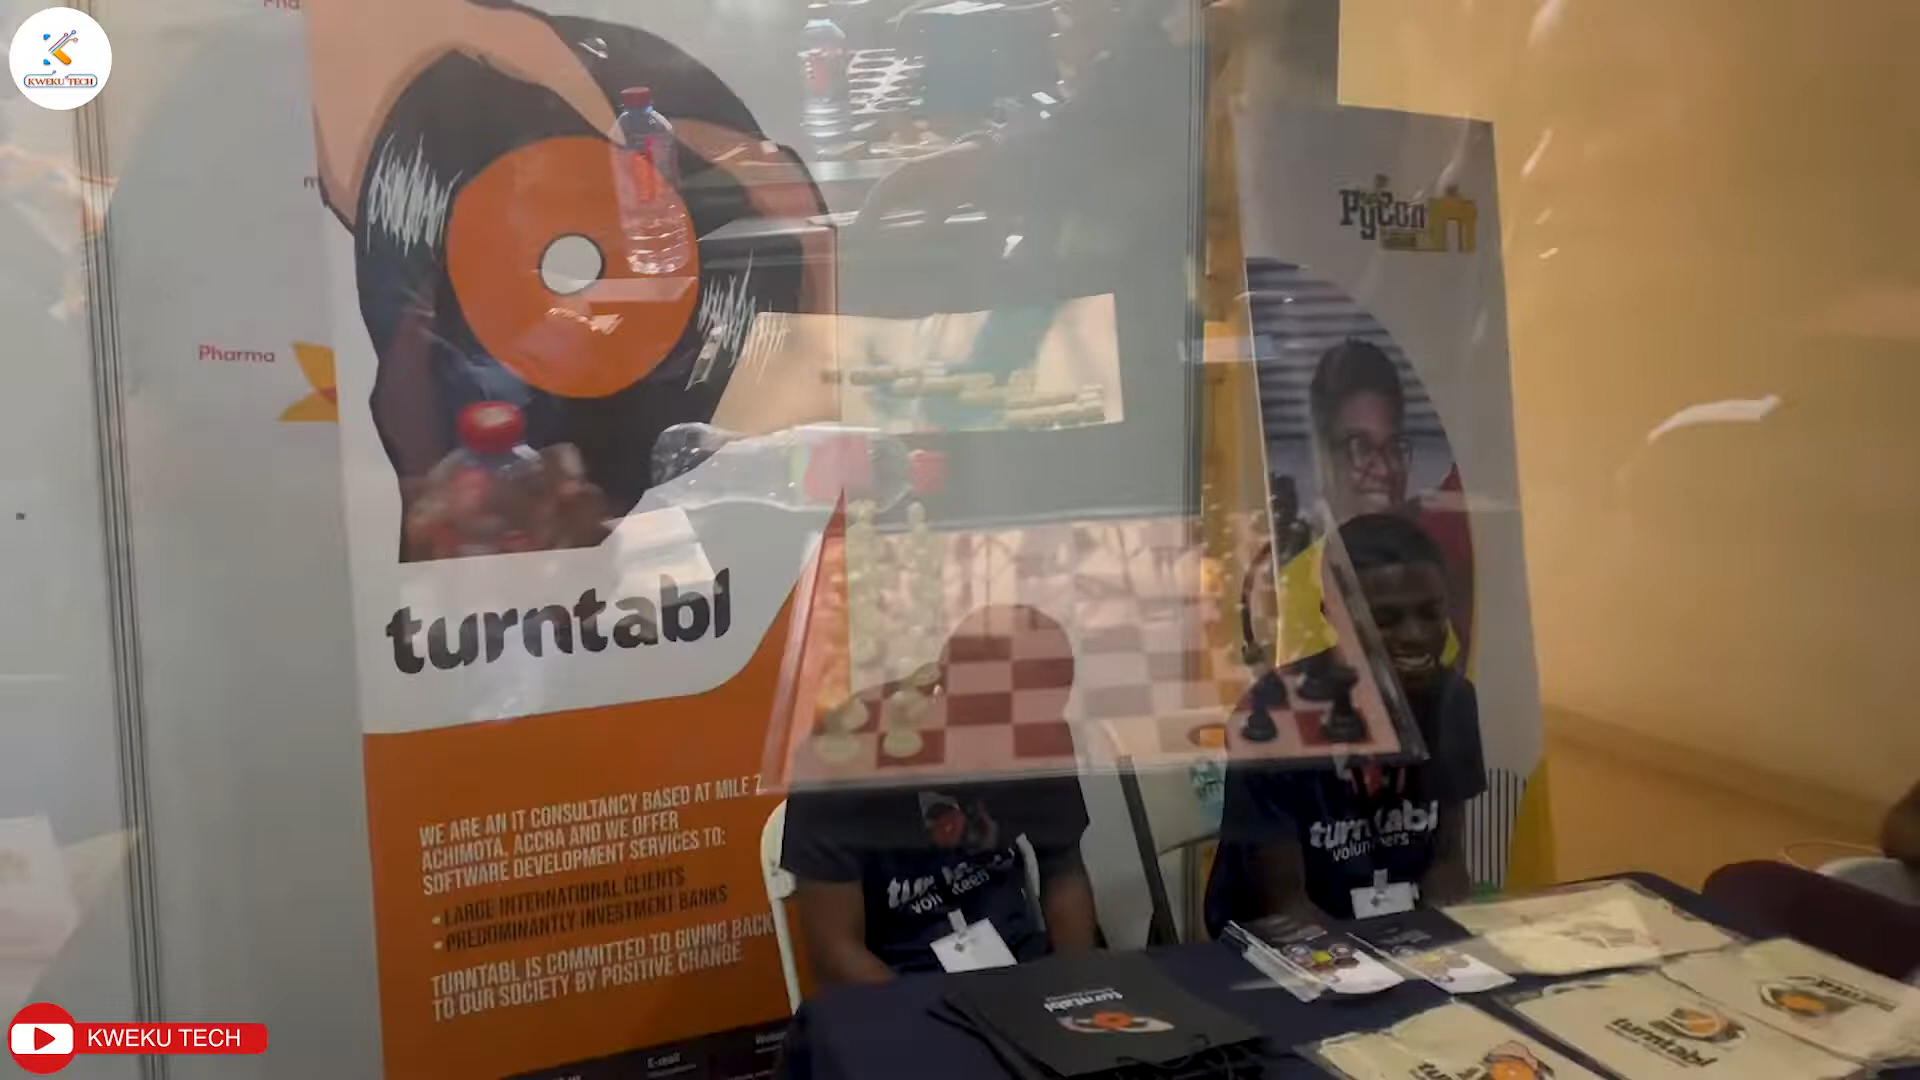 KWEKU TECH
Pharma
PyCon
turntabl
WE ARE AN IT CONSULTANCY BASED AT MILE 7,
ACHIMOTA, ACCRA AND WE OFFER
SOFTWARE DEVELOPMENT SERVICES TO:
• LARGE INTERNATIONAL CLIENTS
• PREDOMINANTLY INVESTMENT BANKS
TURNTABL IS COMMITTED TO GIVING BACK
TO OUR SOCIETY BY POSITIVE CHANGE
E-mail
turntabl
volunteers
turntabl
turntabl
KWEKU TECH